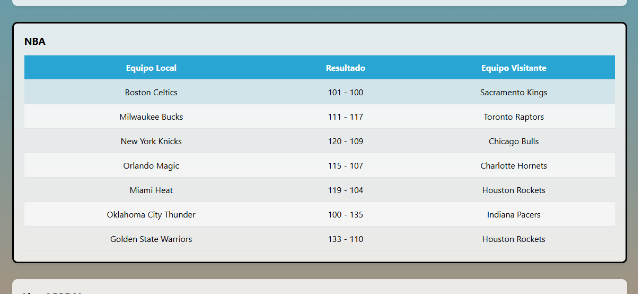 NBA
Equipo Local Resultado Equipo Visitante
Boston Celtics 101 - 100 Sacramento Kings
Milwaukee Bucks 111 - 117 Toronto Raptors
New York Knicks 120 - 109 Chicago Bulls
Orlando Magic 115 - 107 Charlotte Hornets
Miami Heat 119 - 104 Houston Rockets
Oklahoma City Thunder 100 - 135 Indiana Pacers
Golden State Warriors 133 - 110 Houston Rockets